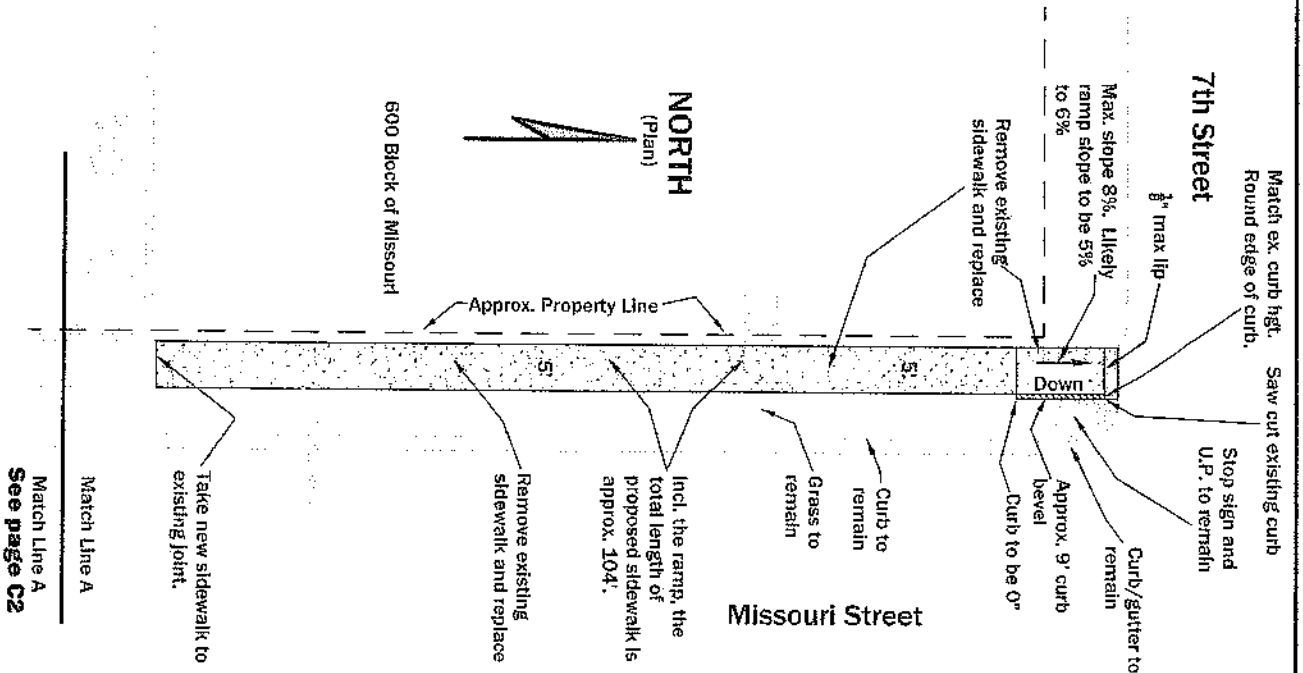 Match ex. curb hgt.
Round edge of curb.
Saw cut existing curb
7th Street
1/8" max lip
Max. slope 8%. Likely
ramp slope to be 5%
to 6%
Stop sign and
U.P. to remain
Curb/gutter to
remain
Approx. 9' curb
bevel
Curb to be 0"
Down
Remove existing
sidewalk and replace
NORTH
(Plan)
600 Block of Missouri
Approx. Property Line
5'
5'
Curb to
remain
Grass to
remain
Missouri Street
Incl. the ramp, the
total length of
proposed sidewalk is
approx. 104'.
Remove existing
sidewalk and replace
Take new sidewalk to
existing joint.
Match Line A
Match Line A
See page C2